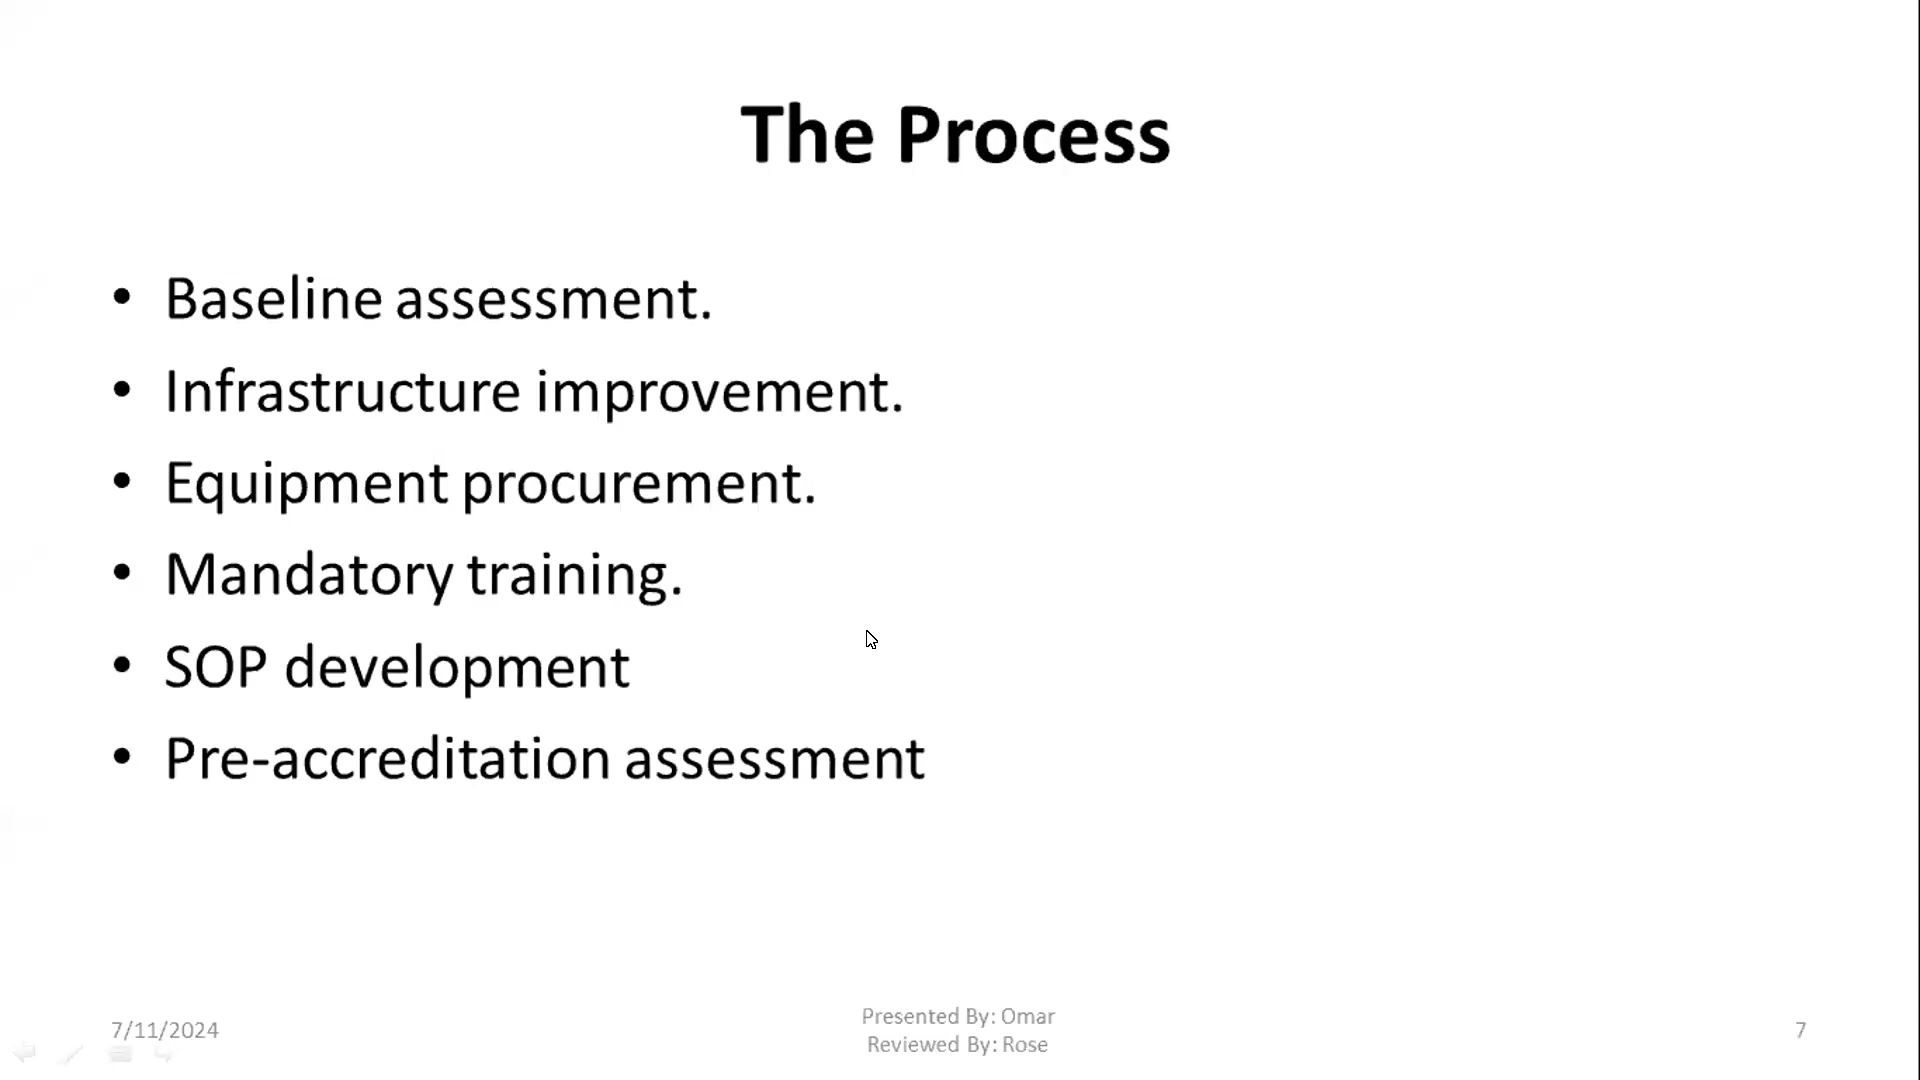 The Process
• Baseline assessment.
• Infrastructure improvement.
• Equipment procurement.
• Mandatory training.
• SOP development
• Pre-accreditation assessment
7/11/2024
Presented By: Omar
Reviewed By: Rose
7